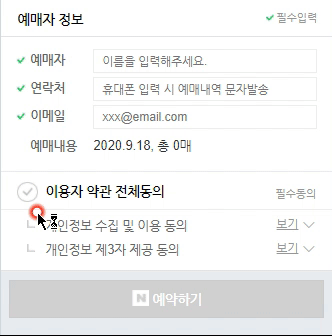 예매자 정보
필수입력
예매자 이름을 입력해주세요.
연락처 휴대폰 입력 시 예매내역 문자발송
이메일 xxx@email.com
예매내용 2020.9.18, 총 0매
이용자 약관 전체동의 필수동의
개인정보 수집 및 이용 동의 보기
개인정보 제3자 제공 동의 보기
N 예약하기